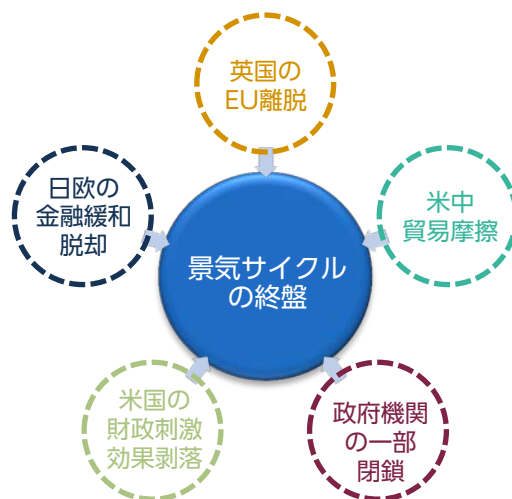 英国の
EU離脱
日欧の
金融緩和
脱却
米中
貿易摩擦
景気サイクル
の終盤
米国の
財政刺激
効果剥落
政府機関
の一部
閉鎖